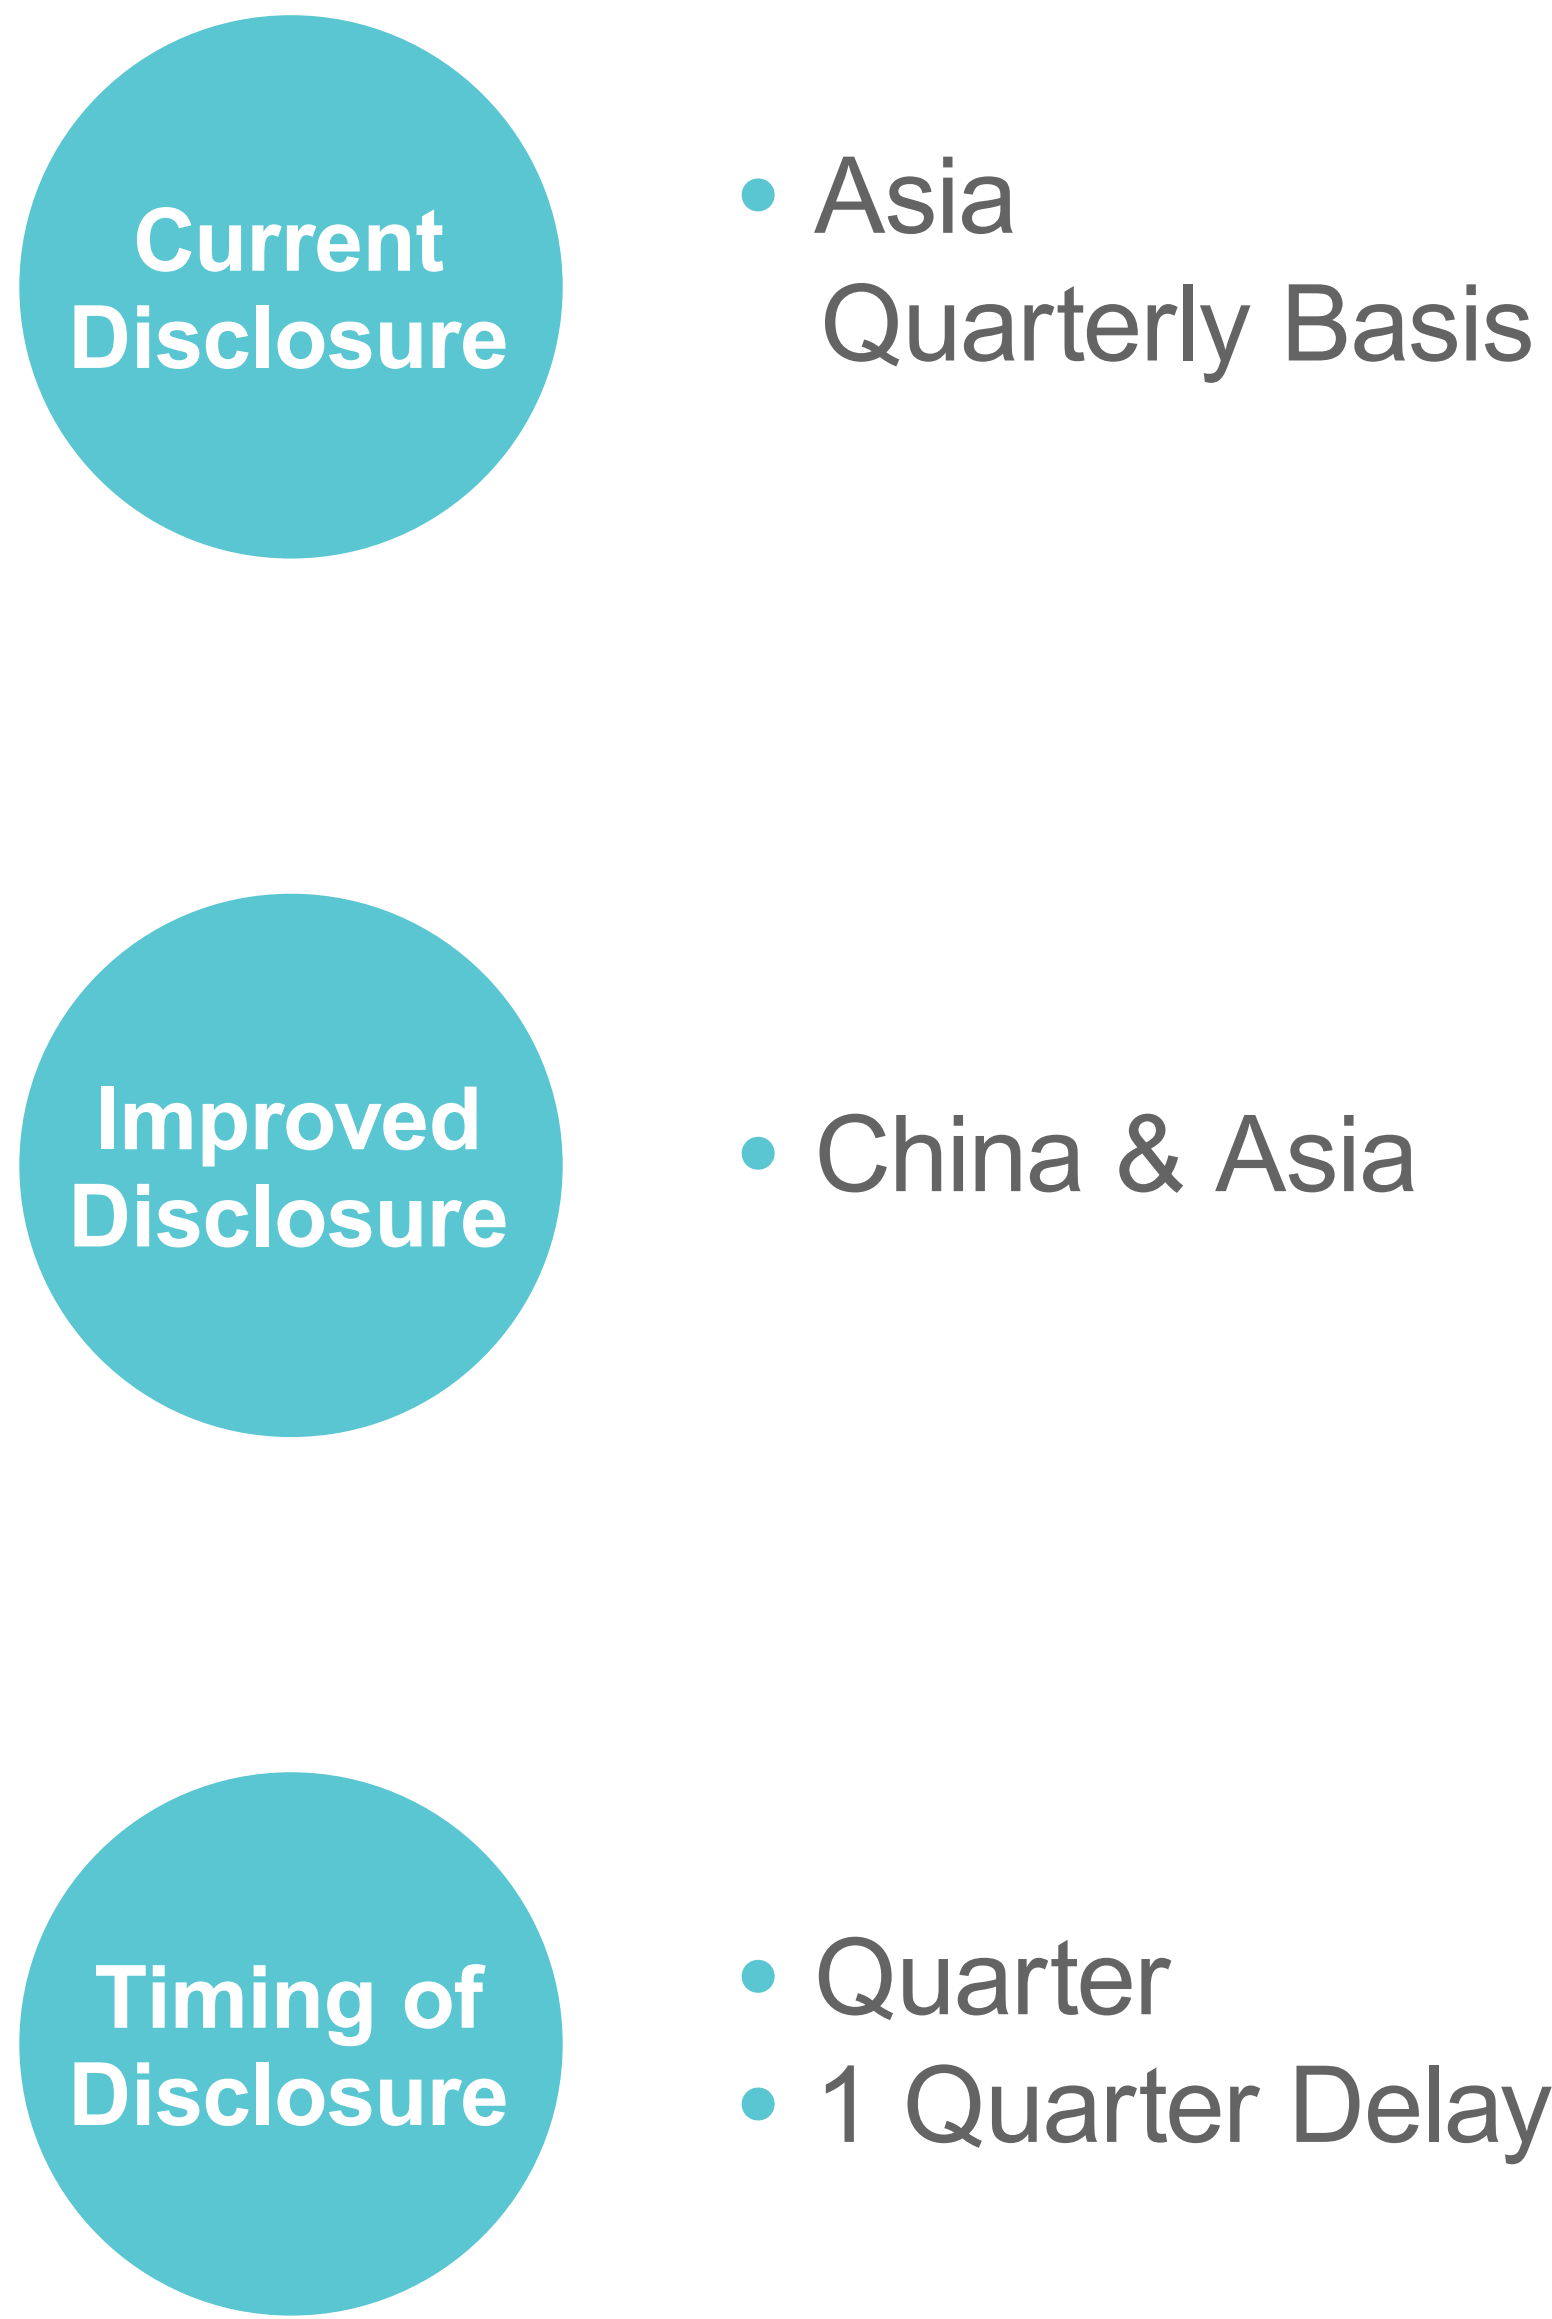 Current
Disclosure
• Asia
Quarterly Basis
Improved
Disclosure
• China & Asia
Timing of
Disclosure
• Quarter
• 1 Quarter Delay